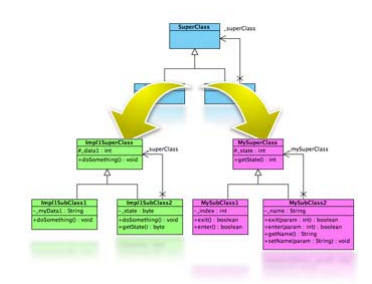 SuperClass
_superClass
Impl1SuperClass
#_data1 : int
+doSomething() : void
_superClass
MySuperClass
#_state : int
+getState() : int
_mySuperClass
Impl1SubClass1
-_myData1 : String
+doSomething() : void
Impl1SubClass2
-_state : byte
+doSomething() : void
+getState() : byte
MySubClass1
-_index : int
+exit() : boolean
+enter() : boolean
MySubClass2
-_name : String
+exit(param : int) : boolean
+enter(param : int) : boolean
+getName() : String
+setName(param : String) : void